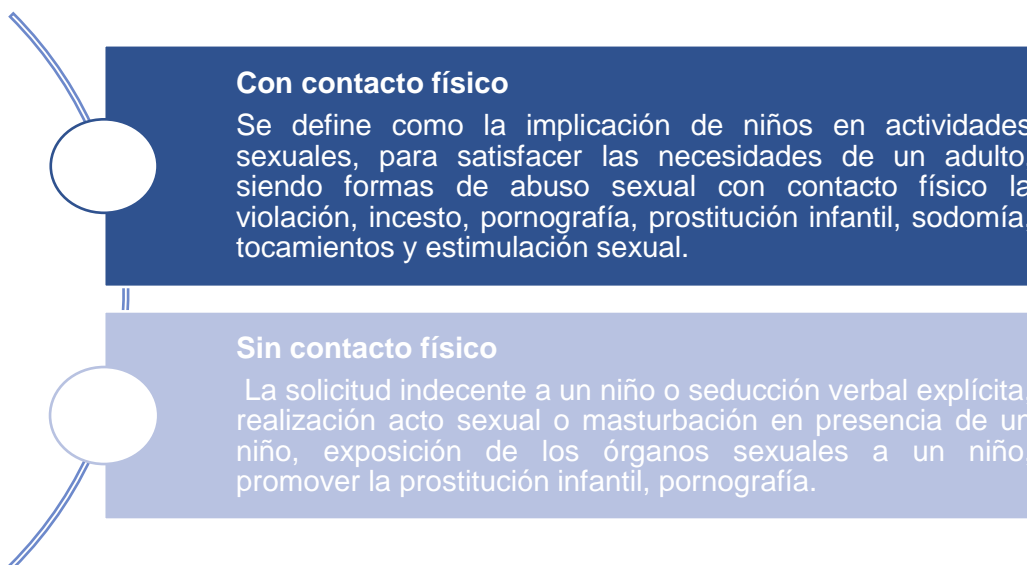 Con contacto físico
Se define como la implicación de niños en actividades
sexuales, para satisfacer las necesidades de un adulto,
siendo formas de abuso sexual con contacto físico la
violación, incesto, pornografía, prostitución infantil, sodomía,
tocamientos y estimulación sexual.
Sin contacto físico
La solicitud indecente a un niño o seducción verbal explícita,
realización acto sexual o masturbación en presencia de un
niño, exposición de los órganos sexuales a un niño,
promover la prostitución infantil, pornografía.